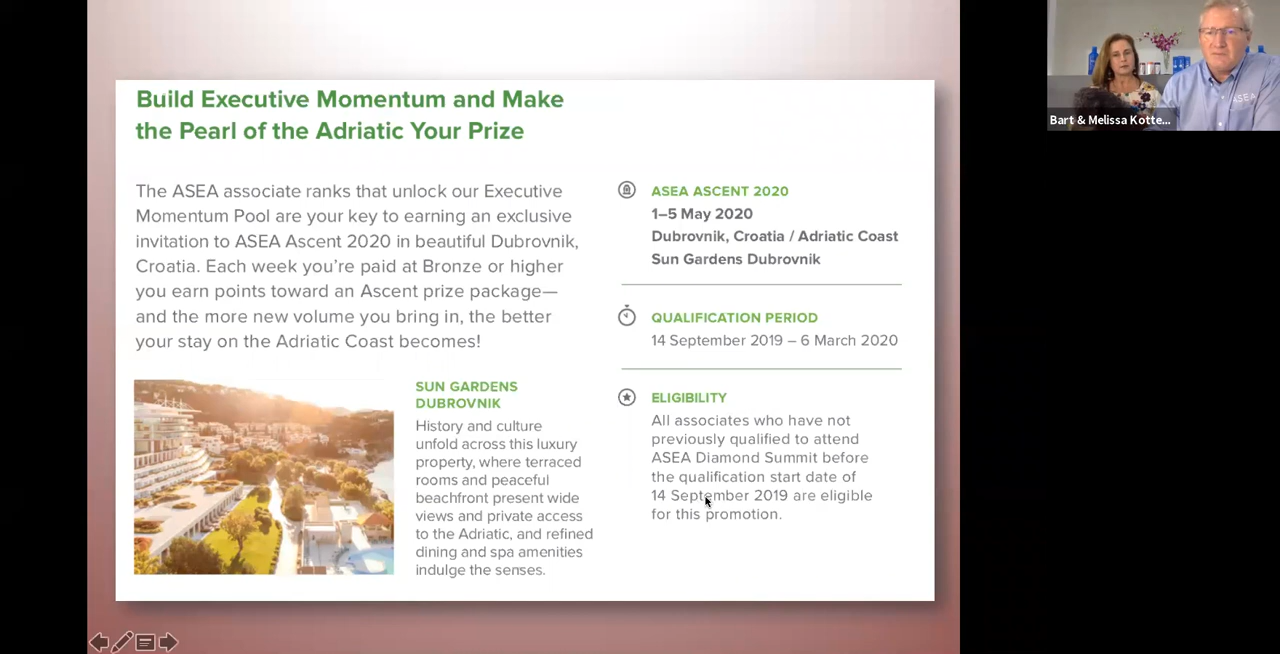 Build Executive Momentum and Make
the Pearl of the Adriatic Your Prize
The ASEA associate ranks that unlock our Executive
Momentum Pool are your key to earning an exclusive
invitation to ASEA Ascent 2020 in beautiful Dubrovnik,
Croatia. Each week you’re paid at Bronze or higher
you earn points toward an Ascent prize package—
and the more new volume you bring in, the better
your stay on the Adriatic Coast becomes!
SUN GARDENS
DUBROVNIK
History and culture
unfold across this luxury
property, where terraced
rooms and peaceful
beachfront present wide
views and private access
to the Adriatic, and refined
dining and spa amenities
indulge the senses.
ASEA ASCENT 2020
1–5 May 2020
Dubrovnik, Croatia / Adriatic Coast
Sun Gardens Dubrovnik
QUALIFICATION PERIOD
14 September 2019 – 6 March 2020
ELIGIBILITY
All associates who have not
previously qualified to attend
ASEA Diamond Summit before
the qualification start date of
14 September 2019 are eligible
for this promotion.
ASEA
Bart & Melissa Kotte...